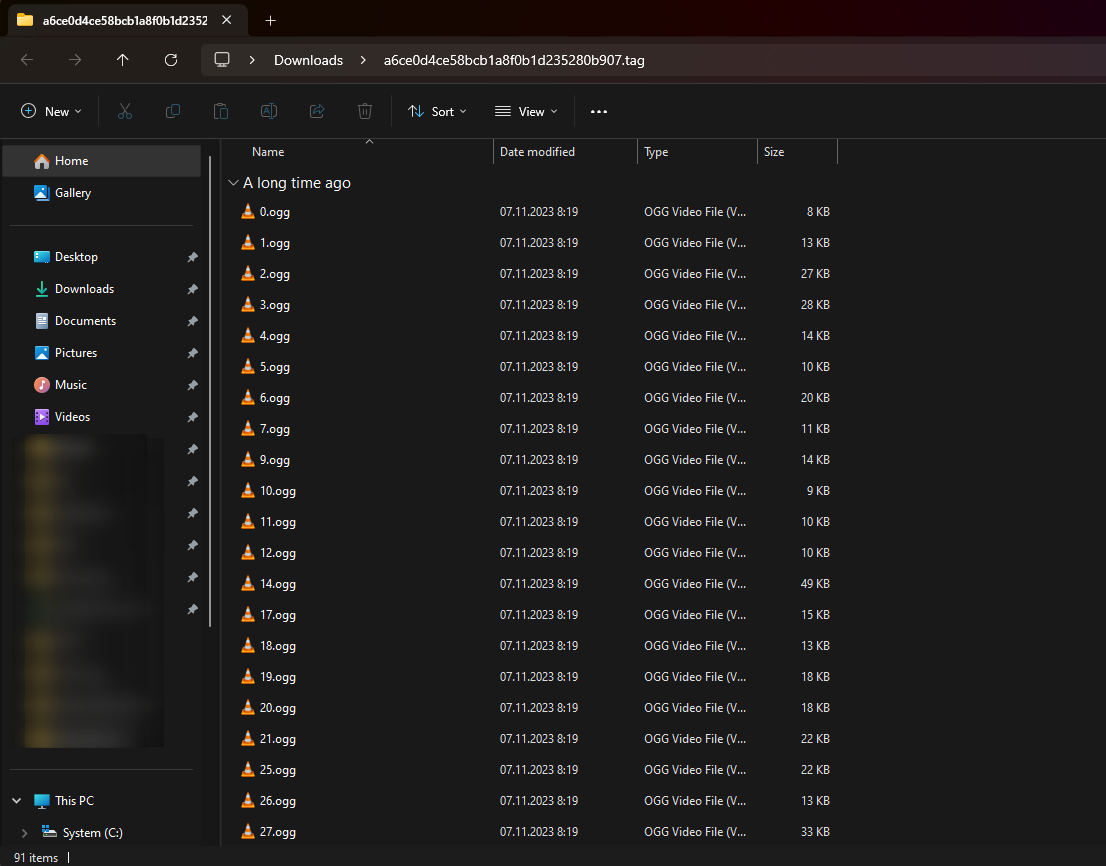 a6ce0d4ce58bcb1a8f0b1d2352
Downloads a6ce0d4ce58bcb1a8f0b1d235280b907.tag
New Sort View
Name Date modified Type Size
Home
Gallery
Desktop
Downloads
Documents
Pictures
Music
Videos
This PC
System (C:)
A long time ago
0.ogg 07.11.2023 8:19 OGG Video File (V... 8 KB
1.ogg 07.11.2023 8:19 OGG Video File (V... 13 KB
2.ogg 07.11.2023 8:19 OGG Video File (V... 27 KB
3.ogg 07.11.2023 8:19 OGG Video File (V... 28 KB
4.ogg 07.11.2023 8:19 OGG Video File (V... 14 KB
5.ogg 07.11.2023 8:19 OGG Video File (V... 10 KB
6.ogg 07.11.2023 8:19 OGG Video File (V... 20 KB
7.ogg 07.11.2023 8:19 OGG Video File (V... 11 KB
9.ogg 07.11.2023 8:19 OGG Video File (V... 14 KB
10.ogg 07.11.2023 8:19 OGG Video File (V... 9 KB
11.ogg 07.11.2023 8:19 OGG Video File (V... 10 KB
12.ogg 07.11.2023 8:19 OGG Video File (V... 10 KB
14.ogg 07.11.2023 8:19 OGG Video File (V... 49 KB
17.ogg 07.11.2023 8:19 OGG Video File (V... 15 KB
18.ogg 07.11.2023 8:19 OGG Video File (V... 13 KB
19.ogg 07.11.2023 8:19 OGG Video File (V... 18 KB
20.ogg 07.11.2023 8:19 OGG Video File (V... 18 KB
21.ogg 07.11.2023 8:19 OGG Video File (V... 22 KB
25.ogg 07.11.2023 8:19 OGG Video File (V... 22 KB
26.ogg 07.11.2023 8:19 OGG Video File (V... 13 KB
27.ogg 07.11.2023 8:19 OGG Video File (V... 33 KB
91 items